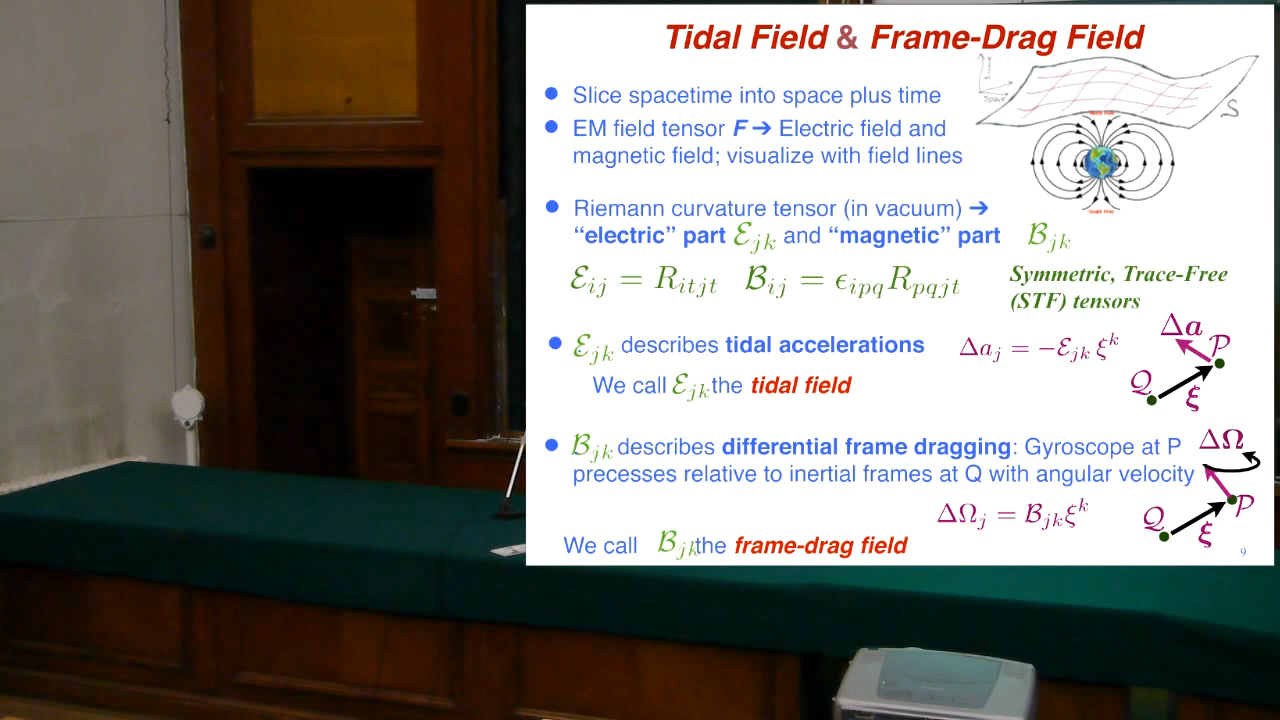 Tidal Field & Frame-Drag Field
• Slice spacetime into space plus time
• EM field tensor F ➔ Electric field and
magnetic field; visualize with field lines
S
• Riemann curvature tensor (in vacuum) ➔
“electric” part ℰ_jk and “magnetic” part ℬ_jk
ℰ_ij = R_itjt ℬ_ij = ϵ_ipq R_pqjt
Symmetric, Trace-Free
(STF) tensors
• ℰ_jk describes tidal accelerations Δa_j = −ℰ_jk ξ^k
We call ℰ_jk the tidal field
Δa
𝒫
𝒬
ξ
• ℬ_jk describes differential frame dragging: Gyroscope at P
precesses relative to inertial frames at Q with angular velocity
ΔΩ_j = ℬ_jk ξ^k
We call ℬ_jk the frame-drag field
ΔΩ
𝒫
𝒬
ξ
9